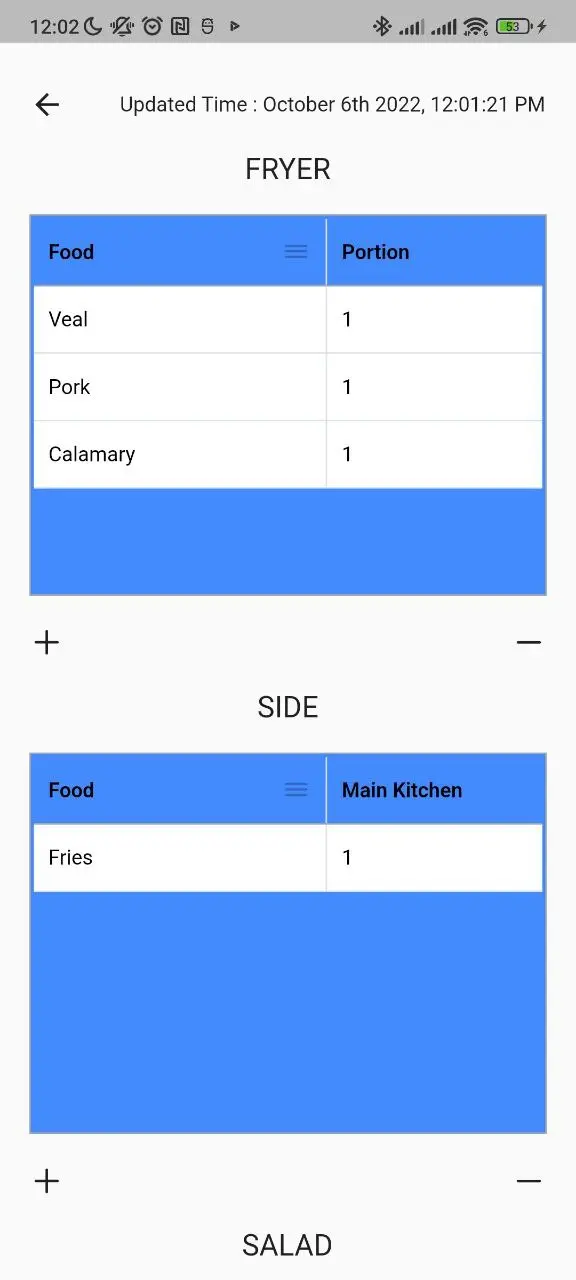 12:02
53
Updated Time : October 6th 2022, 12:01:21 PM
FRYER
Food Portion
Veal 1
Pork 1
Calamary 1
SIDE
Food Main Kitchen
Fries 1
SALAD